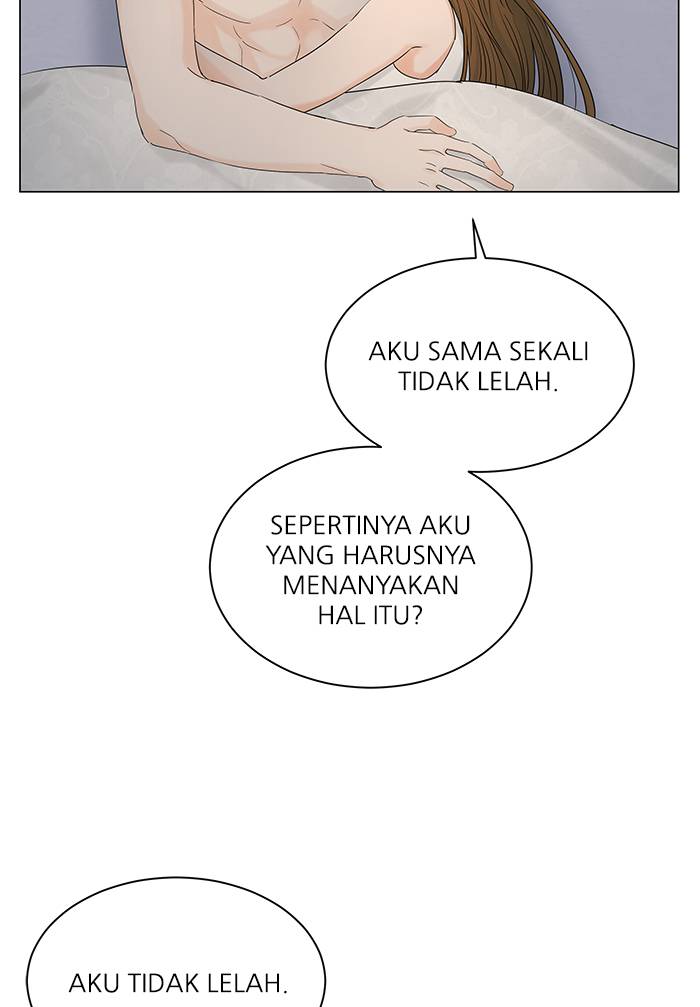 AKU SAMA SEKALI
TIDAK LELAH.
SEPERTINYA AKU
YANG HARUSNYA
MENANYAKAN
HAL ITU?
AKU TIDAK LELAH.